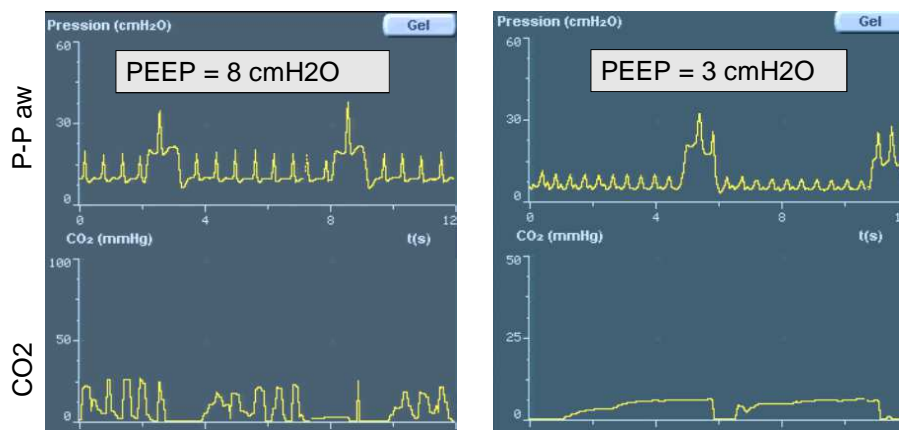 Pression (cmH₂O) Gel
60
PEEP = 8 cmH2O
30
0
0 4 8 12
CO₂ (mmHg) t(s)
100
50
0
Pression (cmH₂O) Gel
60
PEEP = 3 cmH2O
30
0
0 4 8 1
CO₂ (mmHg) t(s)
50
25
0
P-P aw
CO2